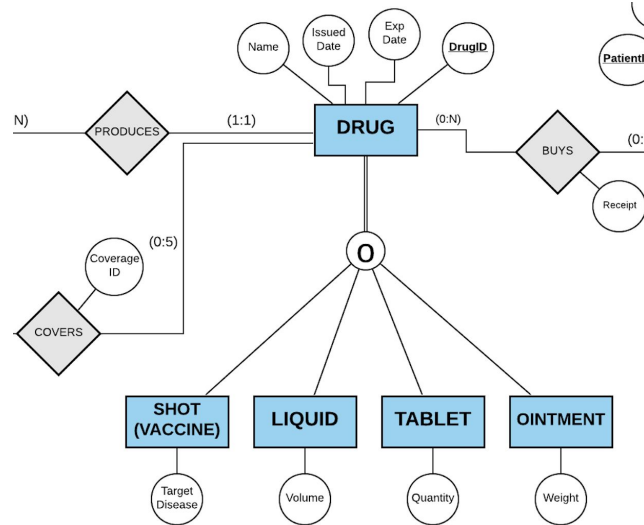 Name
Issued
Date
Exp
Date
DrugID
N)
PRODUCES
(1:1)
DRUG
(0:N)
BUYS
(0:
Receipt
(0:5)
Coverage
ID
COVERS
O
SHOT
(VACCINE)
LIQUID
TABLET
OINTMENT
Target
Disease
Volume
Quantity
Weight